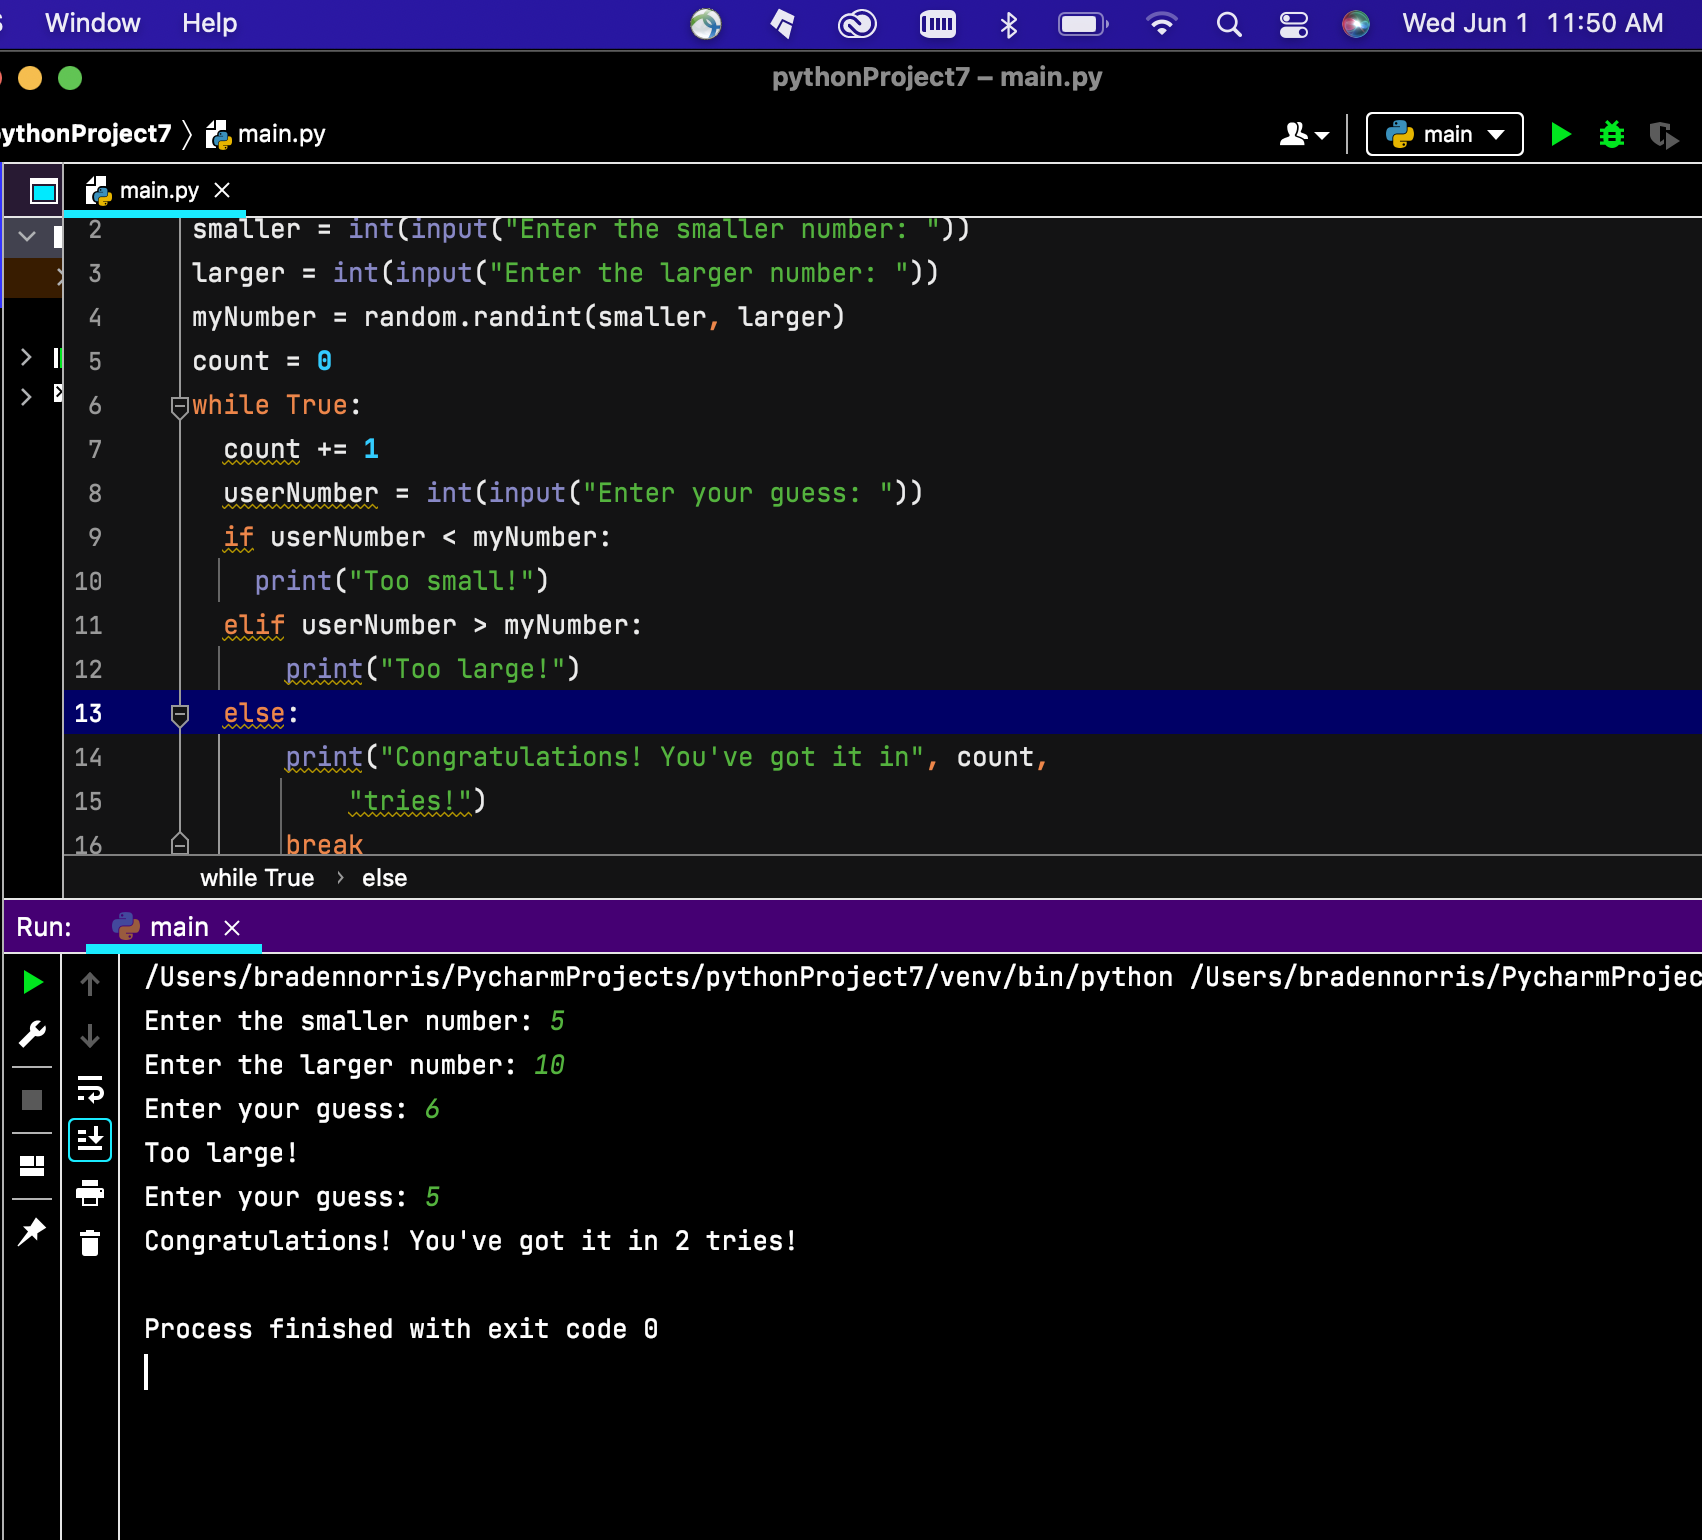 Window Help Wed Jun 1 11:50 AM
pythonProject7 – main.py
ythonProject7 main.py main
main.py
2 smaller = int(input("Enter the smaller number: "))
3 larger = int(input("Enter the larger number: "))
4 myNumber = random.randint(smaller, larger)
5 count = 0
6 while True:
7 count += 1
8 userNumber = int(input("Enter your guess: "))
9 if userNumber < myNumber:
10 print("Too small!")
11 elif userNumber > myNumber:
12 print("Too large!")
13 else:
14 print("Congratulations! You've got it in", count,
15 "tries!")
16 break
while True › else
Run: main
/Users/bradennorris/PycharmProjects/pythonProject7/venv/bin/python /Users/bradennorris/PycharmProjec
Enter the smaller number: 5
Enter the larger number: 10
Enter your guess: 6
Too large!
Enter your guess: 5
Congratulations! You've got it in 2 tries!
Process finished with exit code 0